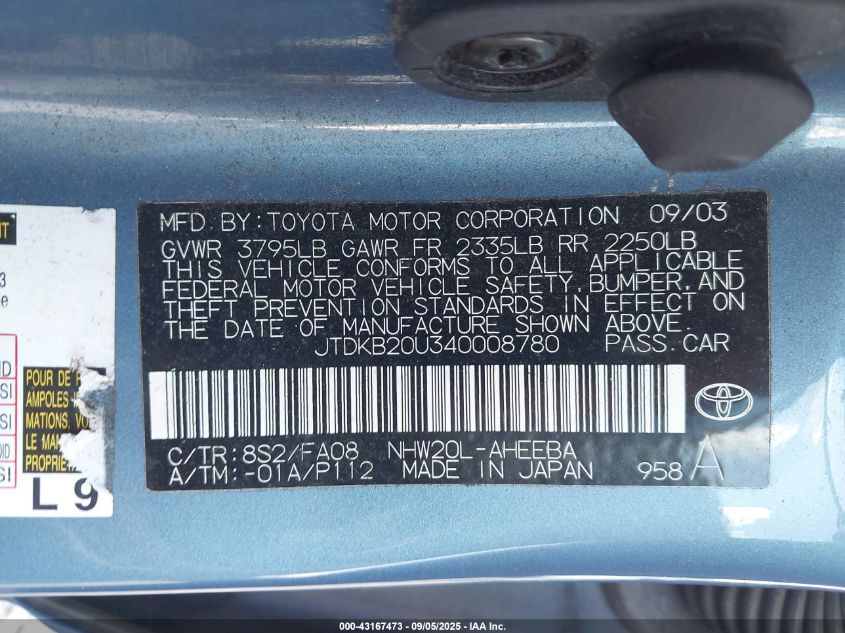 MFD. BY: TOYOTA MOTOR CORPORATION 09/03
GVWR 3795LB GAWR FR 2335LB RR 2250LB
THIS VEHICLE CONFORMS TO ALL APPLICABLE
FEDERAL MOTOR VEHICLE SAFETY, BUMPER, AND
THEFT PREVENTION STANDARDS IN EFFECT ON
THE DATE OF MANUFACTURE SHOWN ABOVE.
JTDKB20U340008780 PASS. CAR
C/TR: 8S2/FA08 NHW20L-AHEEBA
A/TM: -01A/P112 MADE IN JAPAN 958 A
POUR DE
AMPOLES
MATIONS, VO
LE MA
PROPRIÉT
L 9
000-43167473 - 09/05/2025 - IAA Inc.